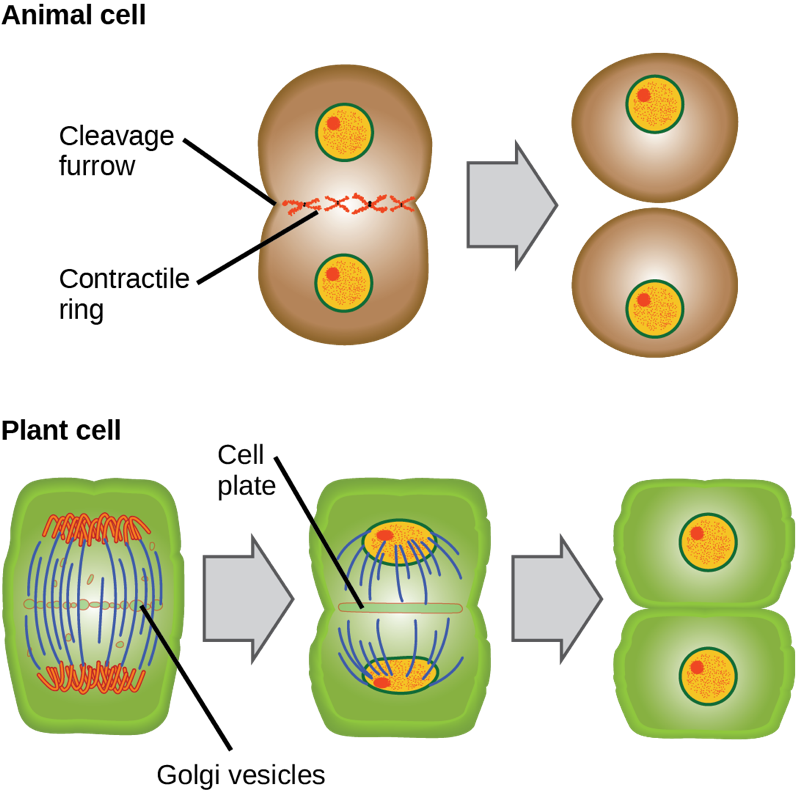 Animal cell
Cleavage
furrow
Contractile
ring
Plant cell
Cell
plate
Golgi vesicles